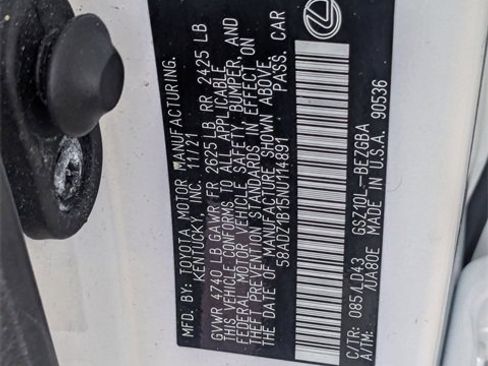 MFD. BY: TOYOTA MOTOR MANUFACTURING.
KENTUCKY, INC. 11/21
GVWR 4740 LB GAWR FR 2625 LB RR 2425 LB
THIS VEHICLE CONFORMS TO ALL APPLICABLE
FEDERAL MOTOR VEHICLE SAFETY, BUMPER, AND
THEFT PREVENTION STANDARDS IN EFFECT ON
THE DATE OF MANUFACTURE SHOWN ABOVE.
58ADZ1B15NU114891 PASS. CAR
C/TR: 085/LD43 GSZ10L-BEZGBA
A/TM: /UA80E MADE IN U.S.A. 90536